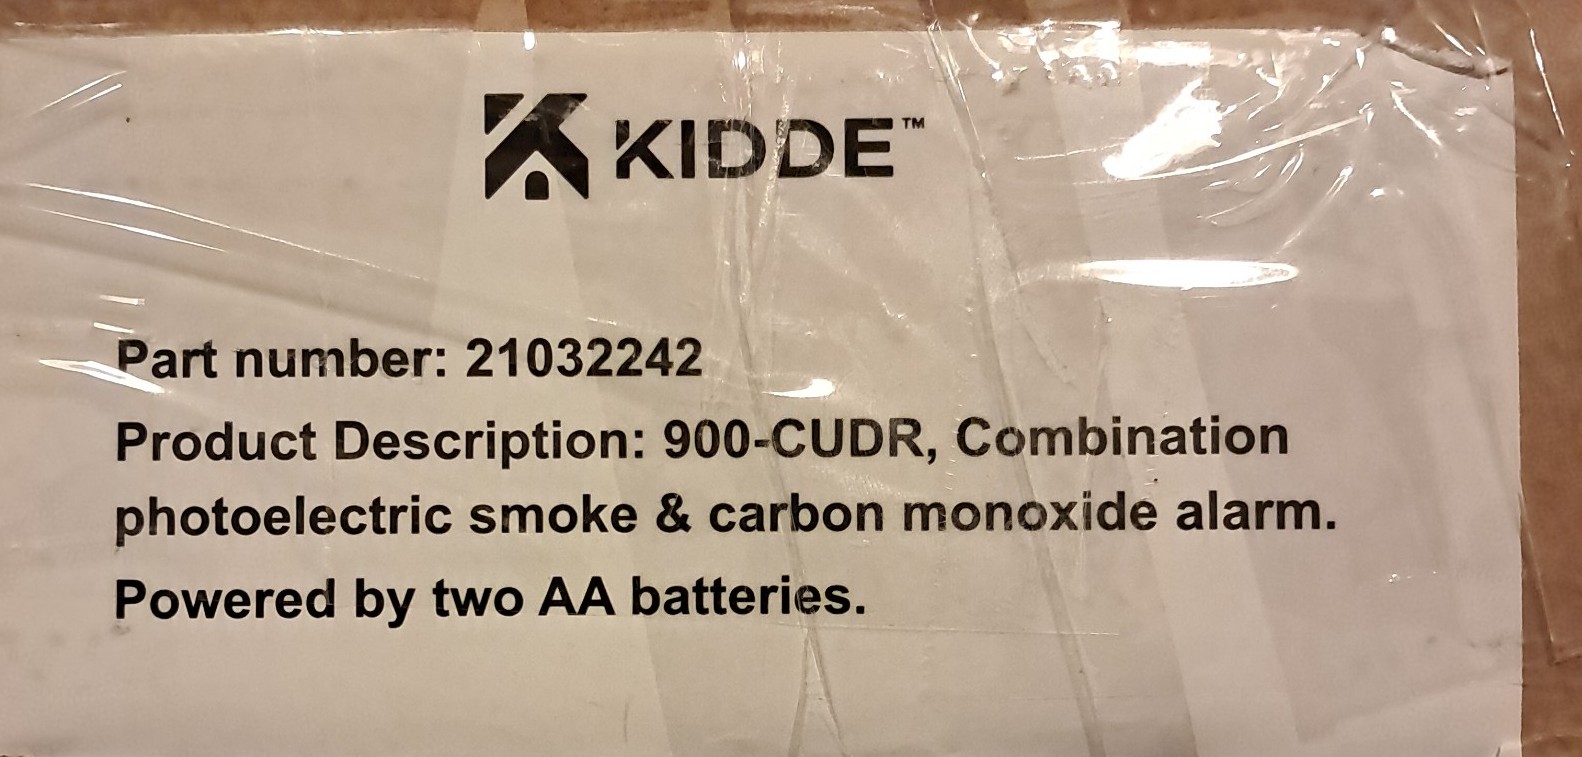 KIDDE™
Part number: 21032242
Product Description: 900-CUDR, Combination
photoelectric smoke & carbon monoxide alarm.
Powered by two AA batteries.